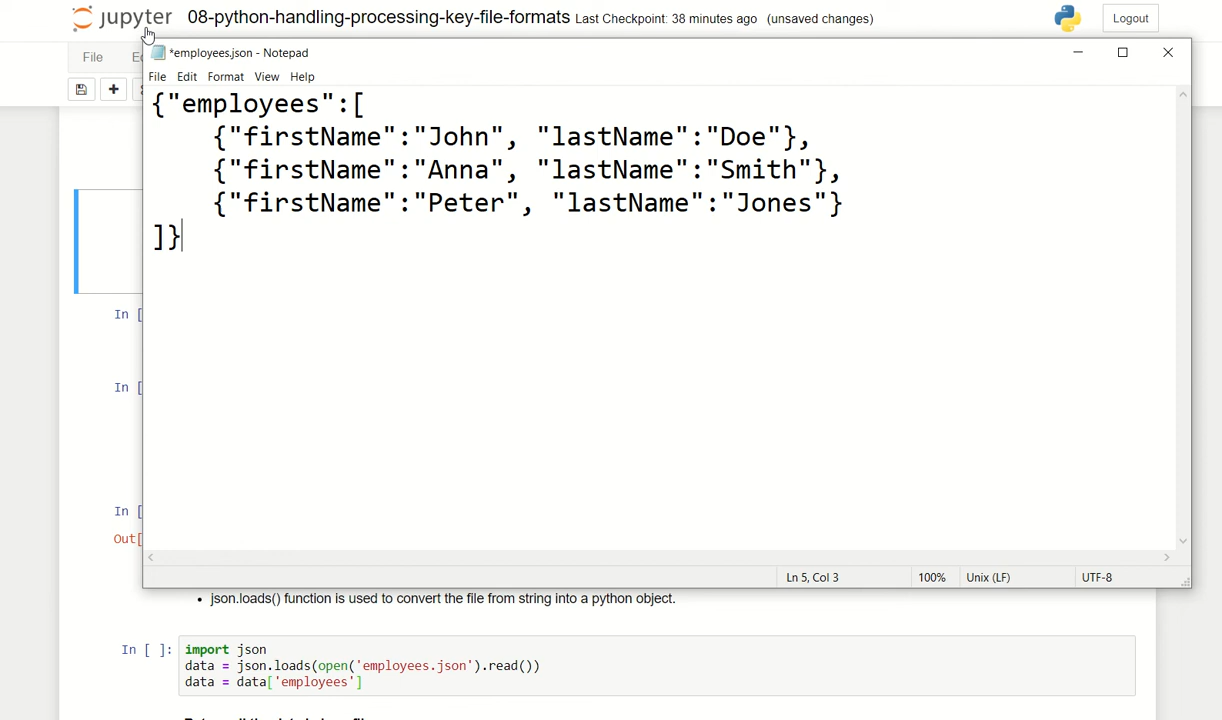 jupyter 08-python-handling-processing-key-file-formats Last Checkpoint: 38 minutes ago (unsaved changes) Logout
File
*employees.json - Notepad
File Edit Format View Help
{"employees":[
    {"firstName":"John", "lastName":"Doe"},
    {"firstName":"Anna", "lastName":"Smith"},
    {"firstName":"Peter", "lastName":"Jones"}
]}
In [
In [
In [
Out[
Ln 5, Col 3 100% Unix (LF) UTF-8
• json.loads() function is used to convert the file from string into a python object.
In [ ]: import json
data = json.loads(open('employees.json').read())
data = data['employees']